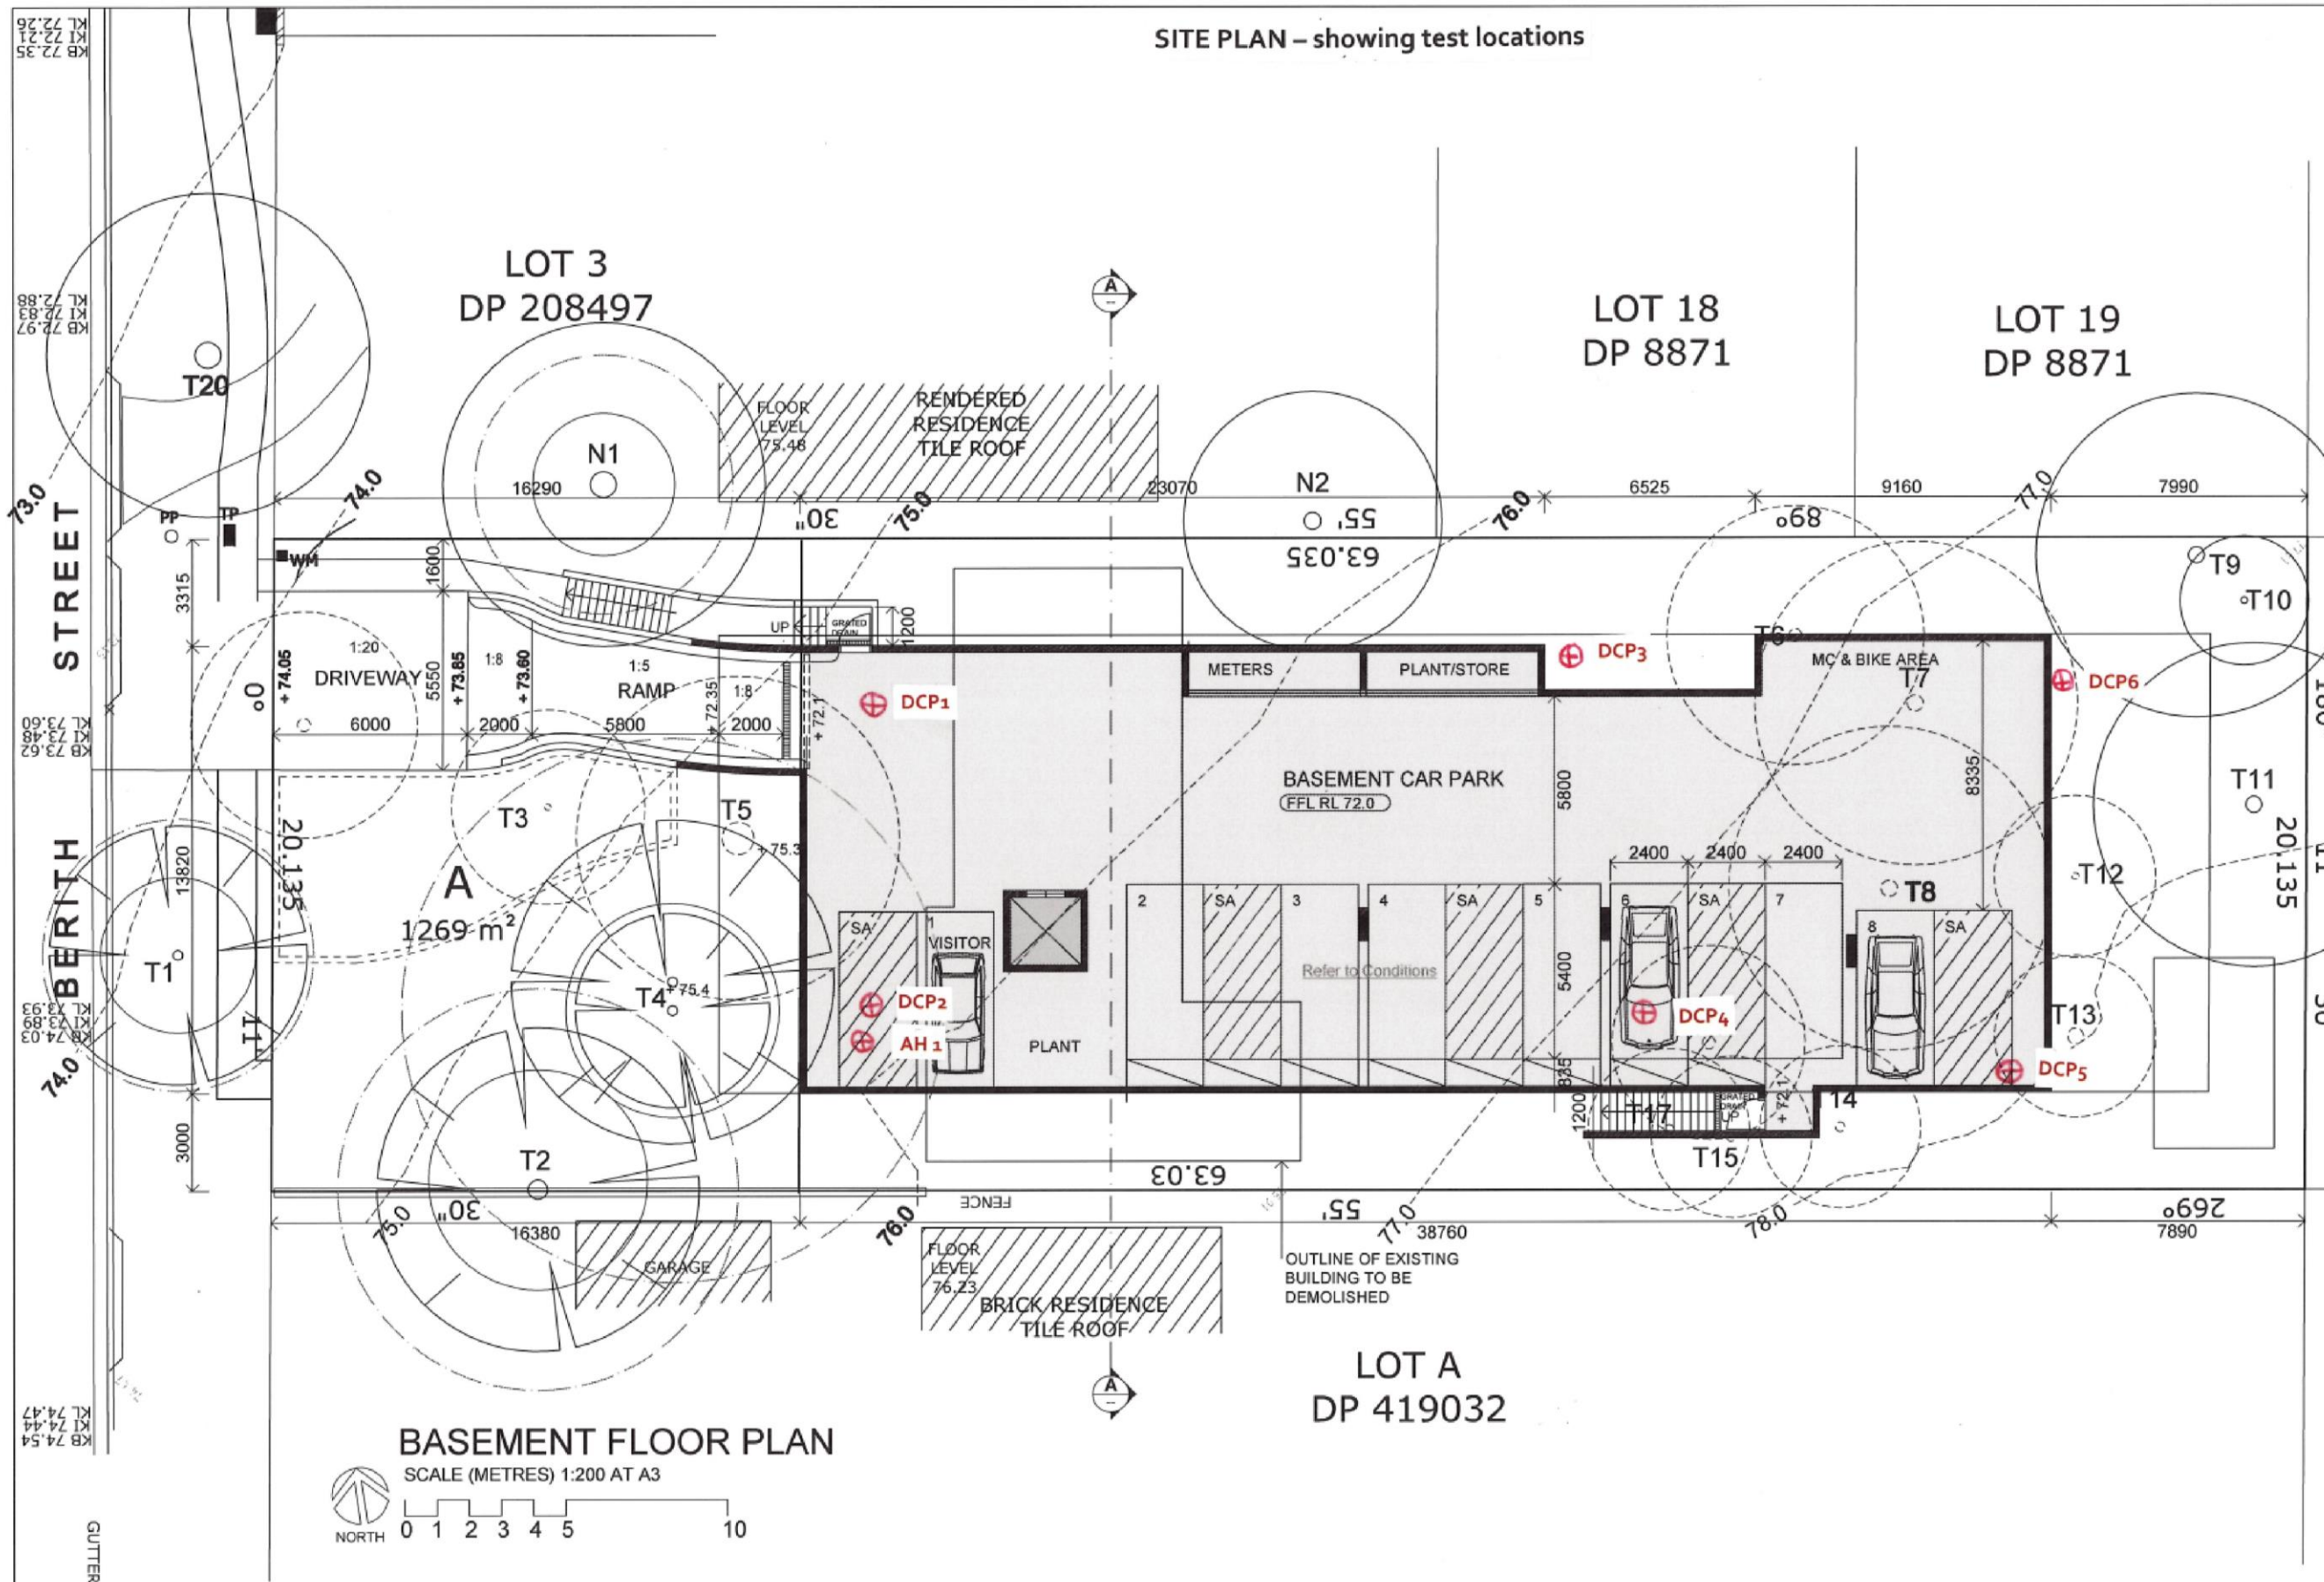 SITE PLAN – showing test locations
KL 72.26
KI 72.21
KB 72.35
LOT 3
DP 208497
A
--
LOT 18
DP 8871
LOT 19
DP 8871
KL 72.88
KI 72.83
KB 72.97
T20
N1
FLOOR
LEVEL
75.48
RENDERED
RESIDENCE
TILE ROOF
N2
16290
23070
6525
9160
7990
73.0
74.0
75.0
76.0
77.0
30"
55'
89°
63.035
PP
TP
WM
STREET
BERITH
3315
1600
UP
GRATED
DRAIN
1200
T6
T9
T10
METERS
PLANT/STORE
DCP3
MC & BIKE AREA
T7
DCP6
0°
+ 74.05
1:20
DRIVEWAY
5550
+ 73.85
1:8
+ 73.60
1:5
RAMP
+ 72.35
1:8
+ 72.1
DCP1
6000
2000
5800
2000
KL 73.60
KI 73.48
KB 73.62
BASEMENT CAR PARK
FFL RL 72.0
5800
8335
T11
T3
T5
+ 75.3
20.135
20.135
13820
A
1269 m²
2400
2400
2400
T8
T12
2
SA
3
4
SA
5
6
SA
7
8
SA
SA
1
VISITOR
T1
T4
+ 75.4
DCP2
AH 1
PLANT
Refer to Conditions
5400
DCP4
T13
DCP5
KL 73.93
KI 73.89
KB 74.03
11'
74.0
835
1200
T17
GRATED
DRAIN
UP
+ 72.1
14
T15
3000
T2
63.03
FENCE
30"
55'
269°
75.0
76.0
77.0
78.0
16380
38760
7890
GARAGE
FLOOR
LEVEL
76.23
BRICK RESIDENCE
TILE ROOF
OUTLINE OF EXISTING
BUILDING TO BE
DEMOLISHED
LOT A
DP 419032
A
--
KL 74.47
KI 74.44
KB 74.54
BASEMENT FLOOR PLAN
SCALE (METRES) 1:200 AT A3
NORTH
0 1 2 3 4 5 10
GUTTER